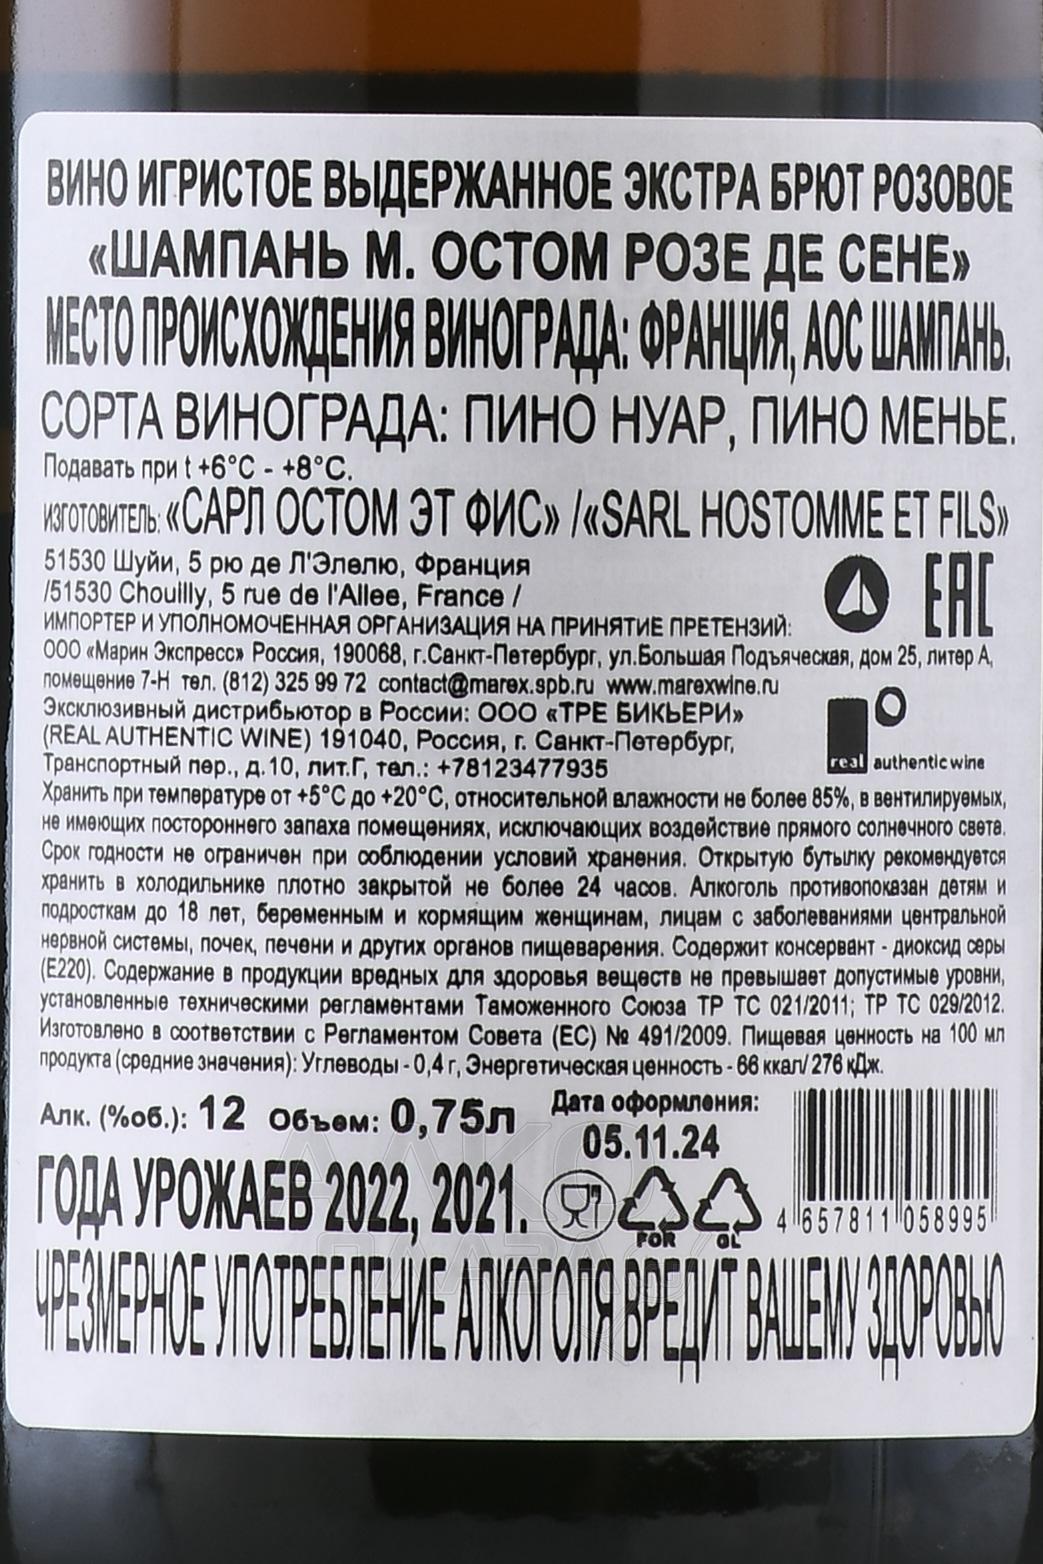 ВИНО ИГРИСТОЕ ВЫДЕРЖАННОЕ ЭКСТРА БРЮТ РОЗОВОЕ
«ШАМПАНЬ М. ОСТОМ РОЗЕ ДЕ СЕНЕ»
МЕСТО ПРОИСХОЖДЕНИЯ ВИНОГРАДА: ФРАНЦИЯ, АОС ШАМПАНЬ.
СОРТА ВИНОГРАДА: ПИНО НУАР, ПИНО МЕНЬЕ.
Подавать при t +6°C - +8°C.
ИЗГОТОВИТЕЛЬ: «САРЛ ОСТОМ ЭТ ФИС» /«SARL HOSTOMME ET FILS»
51530 Шуйи, 5 рю де Л'Элелю, Франция
/51530 Chouilly, 5 rue de l'Allee, France /
ИМПОРТЕР И УПОЛНОМОЧЕННАЯ ОРГАНИЗАЦИЯ НА ПРИНЯТИЕ ПРЕТЕНЗИЙ:
ООО «Марин Экспресс» Россия, 190068, г.Санкт-Петербург, ул.Большая Подъяческая, дом 25, литер А,
помещение 7-Н тел. (812) 325 99 72 contact@marex.spb.ru www.marexwine.ru
Эксклюзивный дистрибьютор в России: ООО «ТРЕ БИКЬЕРИ»
(REAL AUTHENTIC WINE) 191040, Россия, г. Санкт-Петербург,
Транспортный пер., д.10, лит.Г, тел.: +78123477935
EAC
real authentic wine
Хранить при температуре от +5°C до +20°C, относительной влажности не более 85%, в вентилируемых,
не имеющих постороннего запаха помещениях, исключающих воздействие прямого солнечного света.
Срок годности не ограничен при соблюдении условий хранения. Открытую бутылку рекомендуется
хранить в холодильнике плотно закрытой не более 24 часов. Алкоголь противопоказан детям и
подросткам до 18 лет, беременным и кормящим женщинам, лицам с заболеваниями центральной
нервной системы, почек, печени и других органов пищеварения. Содержит консервант - диоксид серы
(Е220). Содержание в продукции вредных для здоровья веществ не превышает допустимые уровни,
установленные техническими регламентами Таможенного Союза ТР ТС 021/2011; ТР ТС 029/2012.
Изготовлено в соответствии с Регламентом Совета (ЕС) № 491/2009. Пищевая ценность на 100 мл
продукта (средние значения): Углеводы - 0,4 г, Энергетическая ценность - 66 ккал/ 276 кДж.
Алк. (%об.): 12 Объем: 0,75л
Дата оформления:
05.11.24
ГОДА УРОЖАЕВ 2022, 2021.
FOR
GL
4 657811 058995
ЧРЕЗМЕРНОЕ УПОТРЕБЛЕНИЕ АЛКОГОЛЯ ВРЕДИТ ВАШЕМУ ЗДОРОВЬЮ
АЛКО
ПЛАЗА